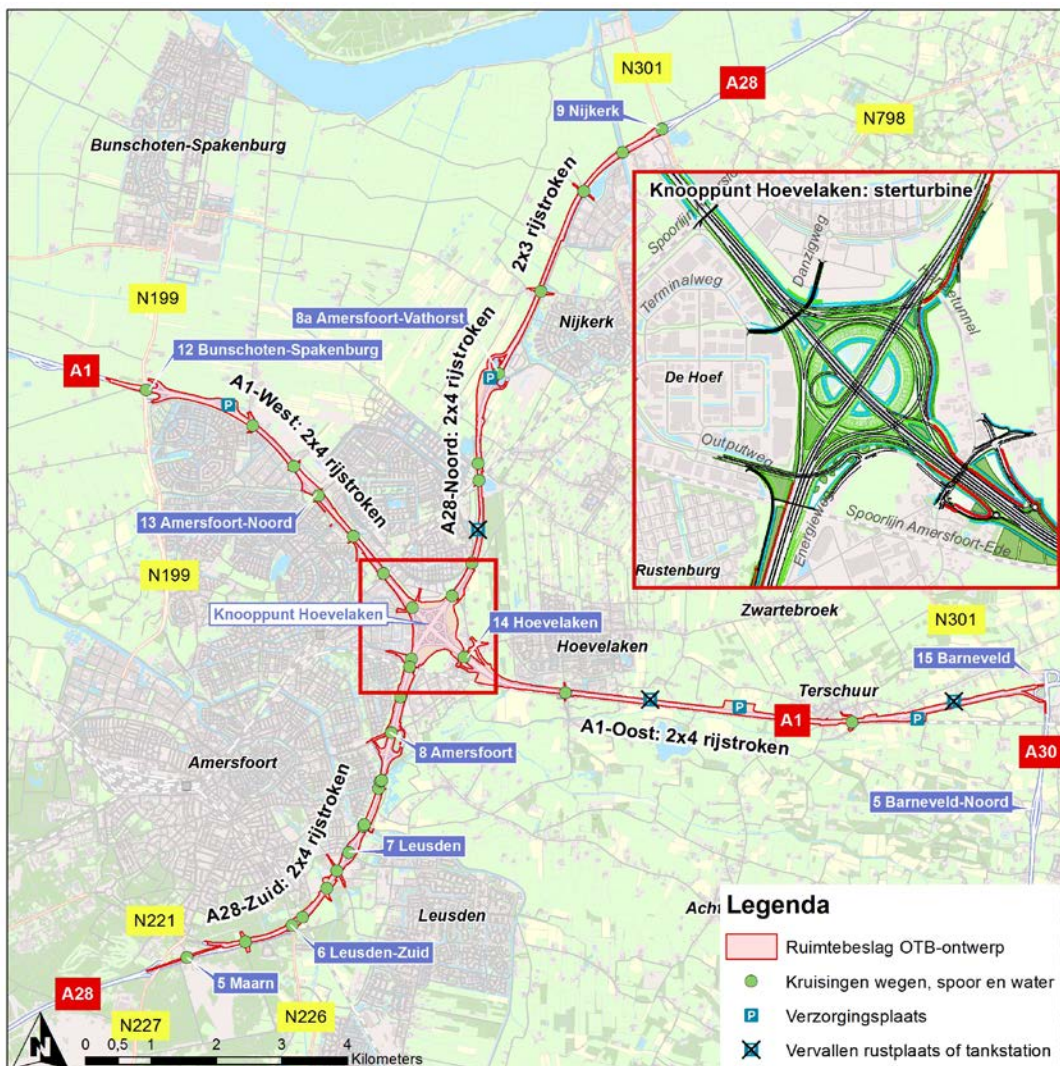 N301
A28
9 Nijkerk
N798
Bunschoten-Spakenburg
2x3 rijstroken
Knooppunt Hoevelaken: sterturbine
Spoorlijn
Danzigweg
Terminalweg
De Hoef
Outputweg
Energieweg
Spoorlijn Amersfoort-Ede
Rustenburg
N199
8a Amersfoort-Vathorst
Nijkerk
12 Bunschoten-Spakenburg
A1
A1-West: 2x4 rijstroken
A28-Noord: 2x4 rijstroken
13 Amersfoort-Noord
N199
Knooppunt Hoevelaken
14 Hoevelaken
Hoevelaken
Zwartebroek
N301
15 Barneveld
Terschuur
A1
A1-Oost: 2x4 rijstroken
A30
8 Amersfoort
Amersfoort
5 Barneveld-Noord
7 Leusden
A28-Zuid: 2x4 rijstroken
Leusden
Acht
N221
6 Leusden-Zuid
5 Maarn
A28
N227
N226
N
0 0,5 1 2 3 4
Kilometers
Legenda
Ruimtebeslag OTB-ontwerp
Kruisingen wegen, spoor en water
P Verzorgingsplaats
Vervallen rustplaats of tankstation
P
P
P
P